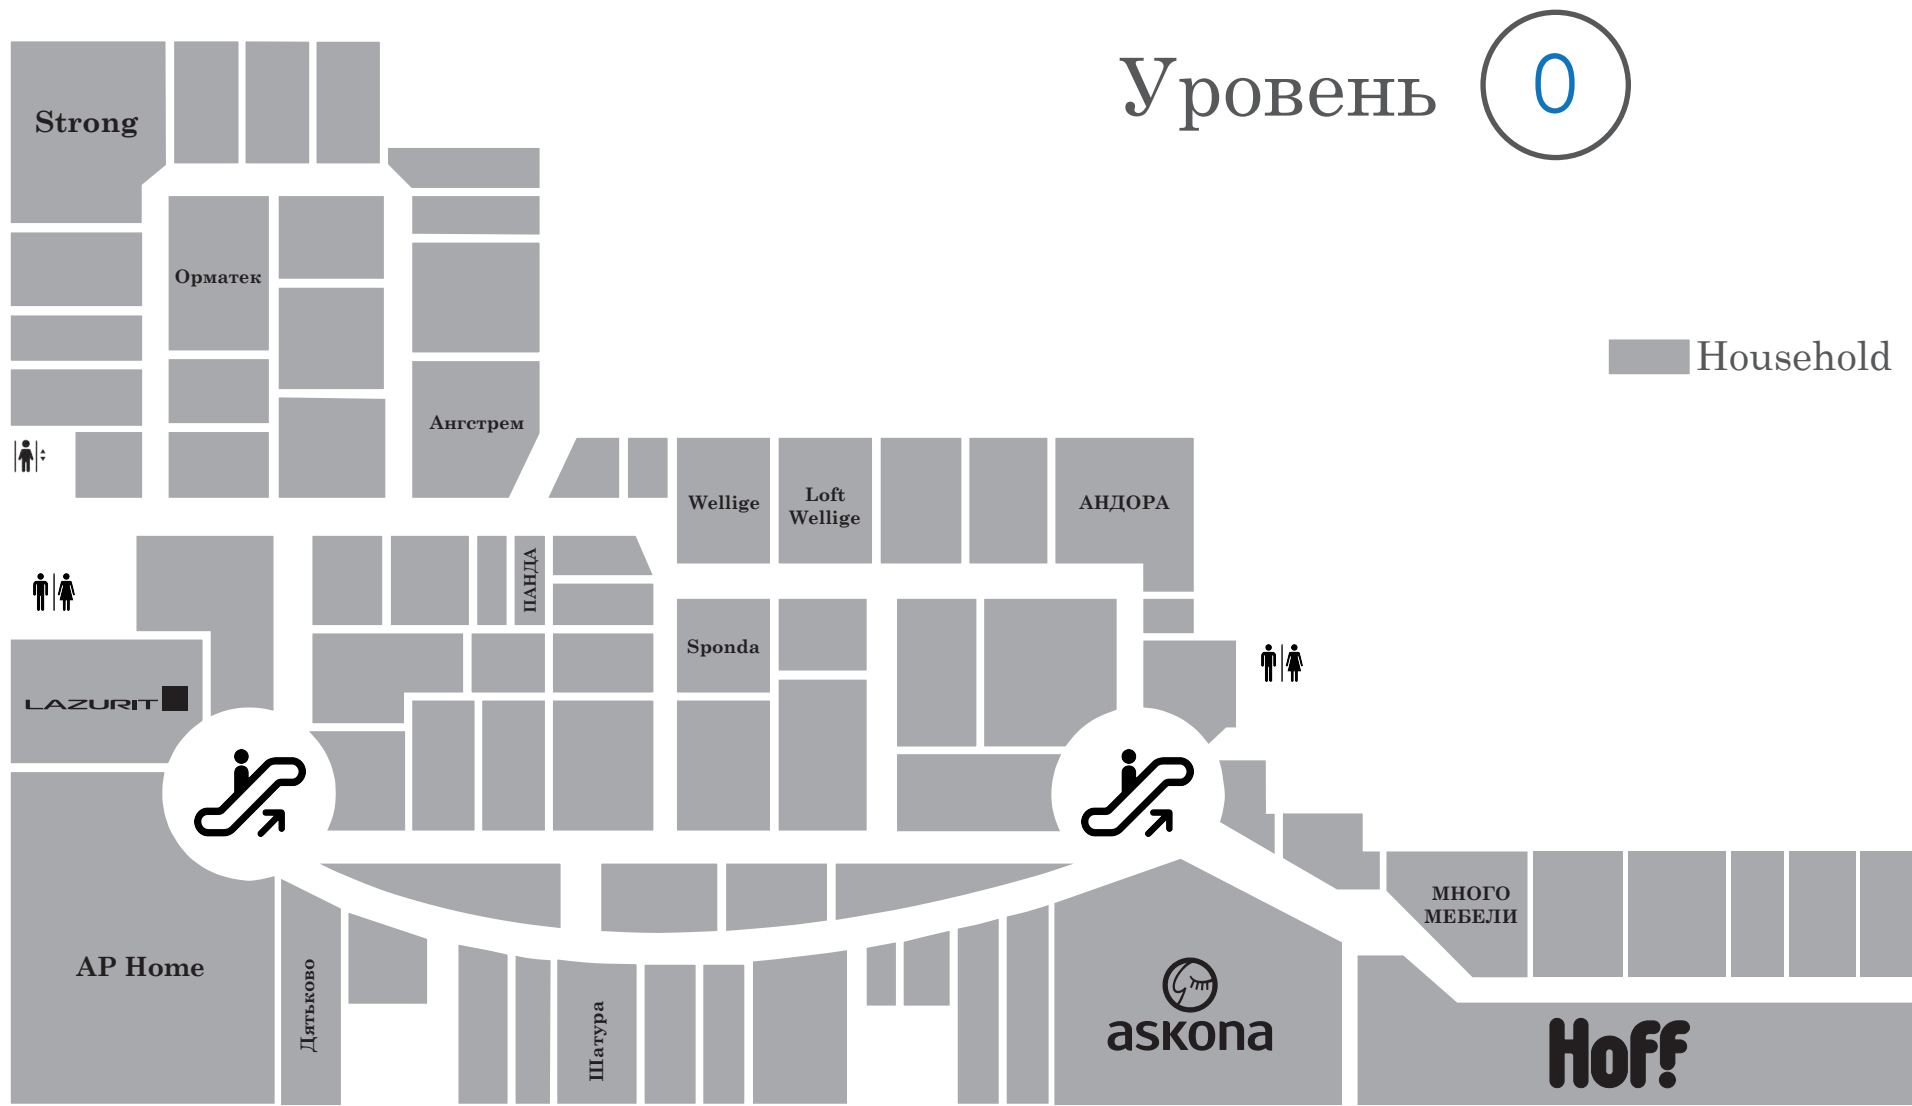 Уровень 0
Strong
Орматек
Household
Ангстрем
Wellige
Loft
Wellige
АНДОРА
ПАНДА
Sponda
LAZURIT
МНОГО
МЕБЕЛИ
AP Home
Дятьково
Шатура
askona
Hoff